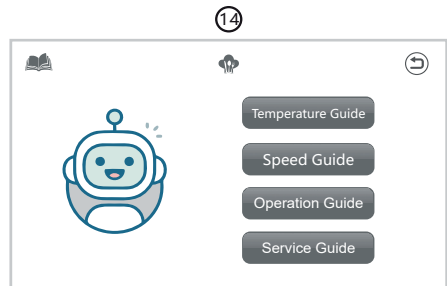 14
Temperature Guide
Speed Guide
Operation Guide
Service Guide